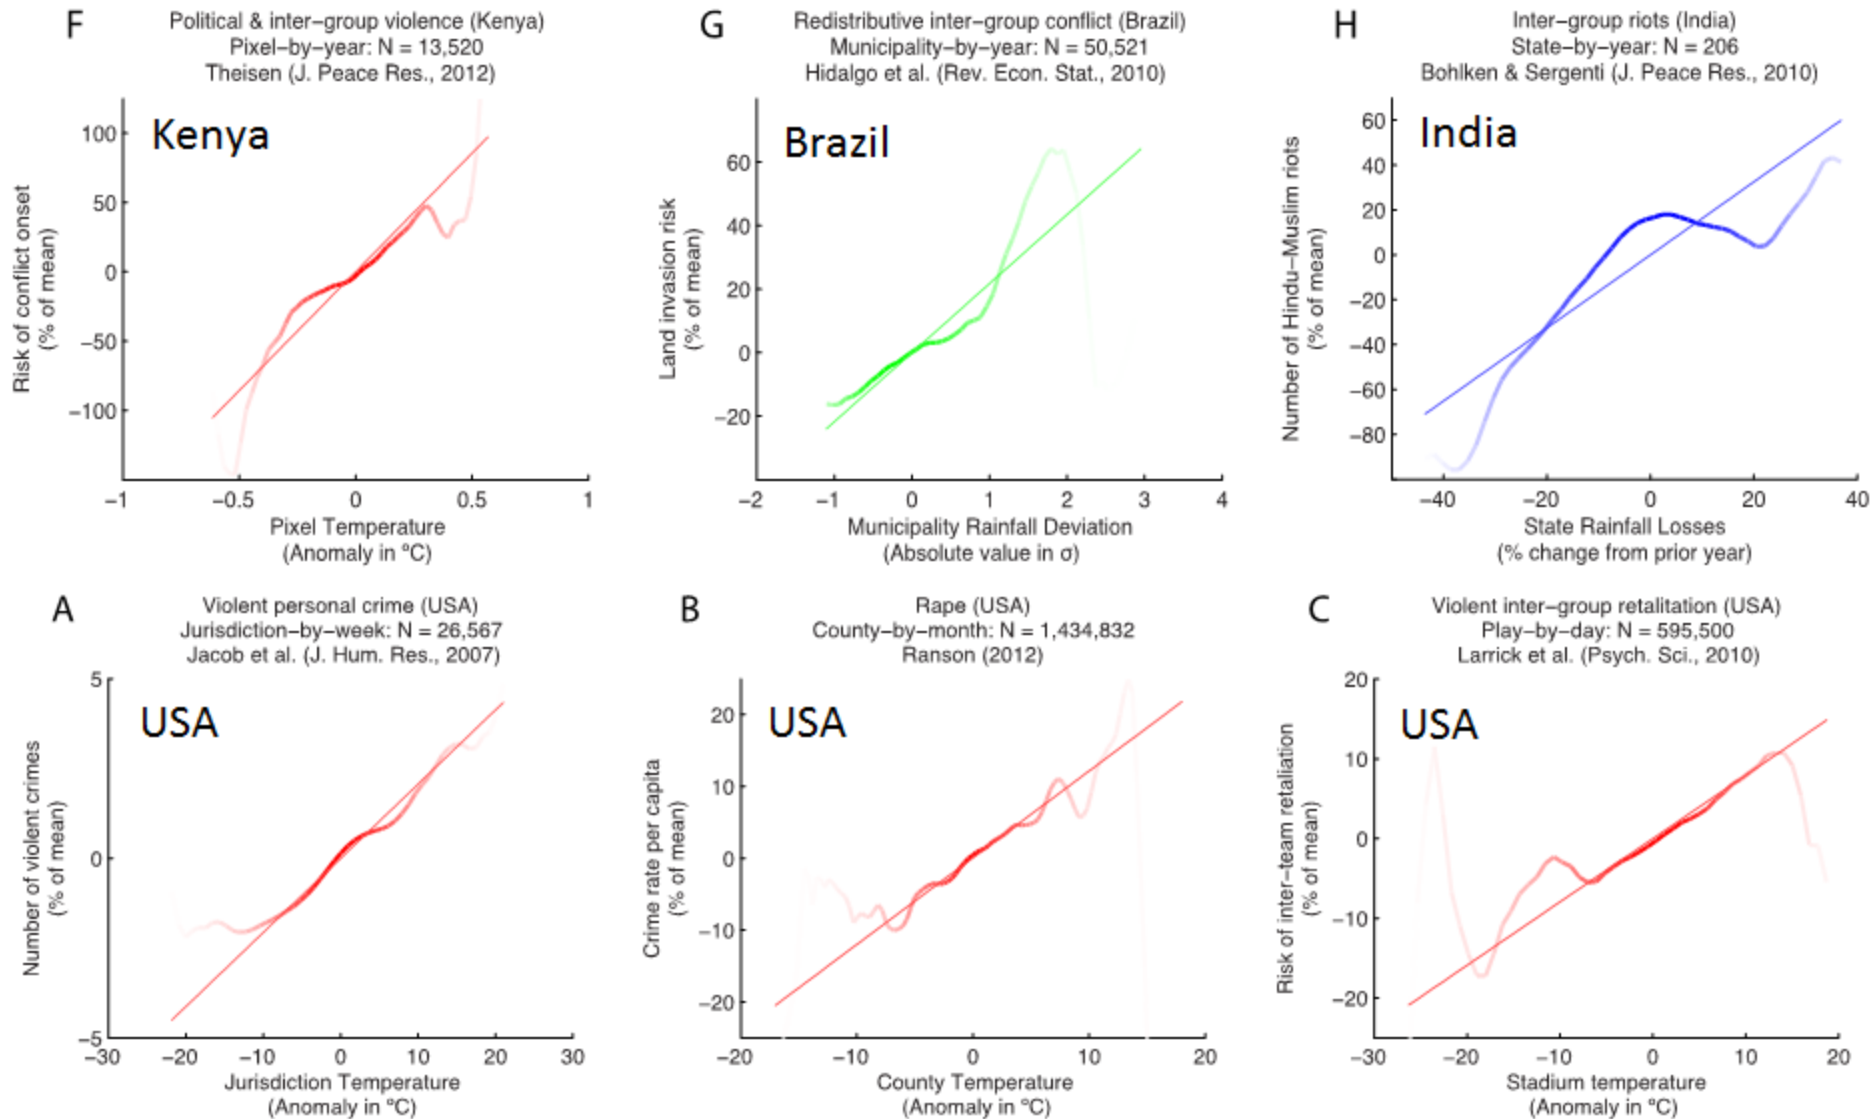 F
Political & inter-group violence (Kenya)
Pixel-by-year: N = 13,520
Theisen (J. Peace Res., 2012)
Kenya
Risk of conflict onset
(% of mean)
100
50
0
−50
−100
−1
−0.5
0
0.5
1
Pixel Temperature
(Anomaly in ºC)
G
Redistributive inter-group conflict (Brazil)
Municipality-by-year: N = 50,521
Hidalgo et al. (Rev. Econ. Stat., 2010)
Brazil
Land invasion risk
(% of mean)
60
40
20
0
−20
−2
−1
0
1
2
3
4
Municipality Rainfall Deviation
(Absolute value in σ)
H
Inter-group riots (India)
State-by-year: N = 206
Bohlken & Sergenti (J. Peace Res., 2010)
India
Number of Hindu-Muslim riots
(% of mean)
60
40
20
0
−20
−40
−60
−80
−40
−20
0
20
40
State Rainfall Losses
(% change from prior year)
A
Violent personal crime (USA)
Jurisdiction-by-week: N = 26,567
Jacob et al. (J. Hum. Res., 2007)
USA
Number of violent crimes
(% of mean)
5
0
−5
−30
−20
−10
0
10
20
30
Jurisdiction Temperature
(Anomaly in ºC)
B
Rape (USA)
County-by-month: N = 1,434,832
Ranson (2012)
USA
Crime rate per capita
(% of mean)
20
10
0
−10
−20
−20
−10
0
10
20
County Temperature
(Anomaly in ºC)
C
Violent inter-group retalitation (USA)
Play-by-day: N = 595,500
Larrick et al. (Psych. Sci., 2010)
USA
Risk of inter-team retaliation
(% of mean)
20
10
0
−10
−20
−30
−20
−10
0
10
20
Stadium temperature
(Anomaly in ºC)